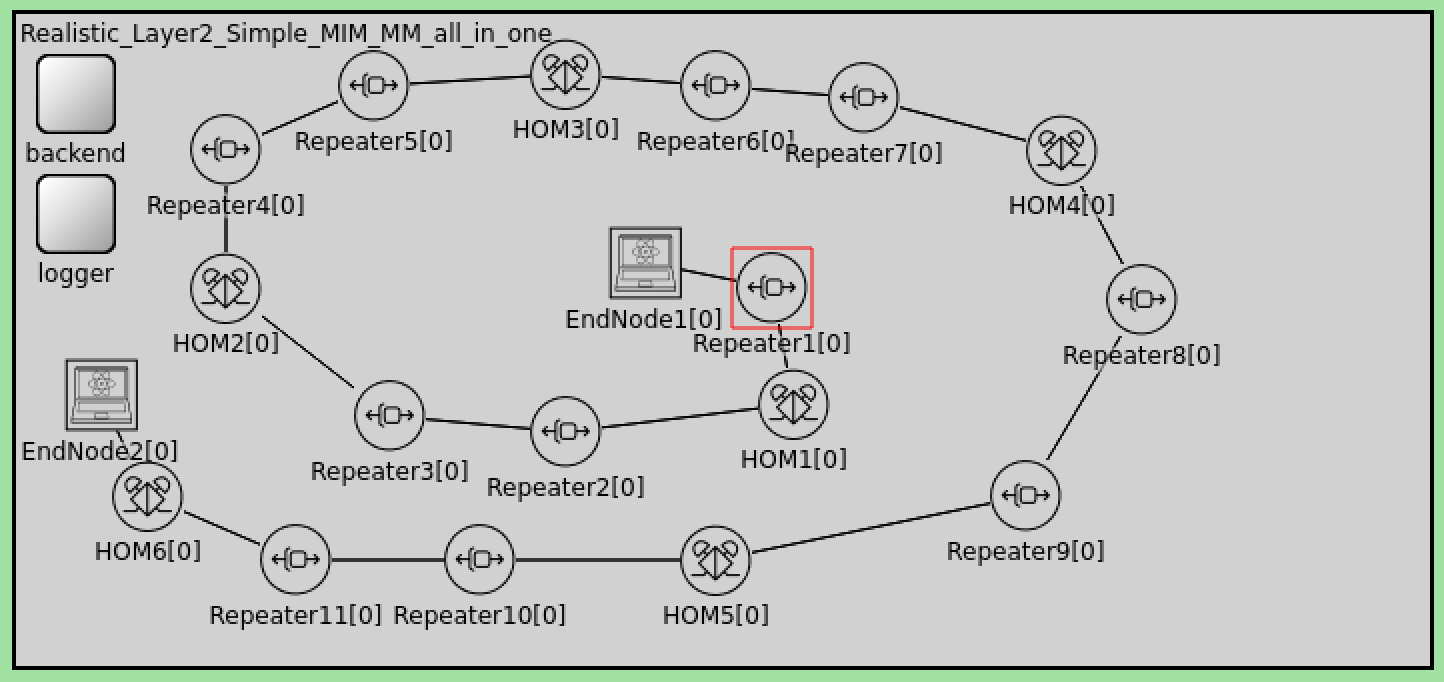 Realistic_Layer2_Simple_MIM_MM_all_in_one
backend
logger
Repeater5[0]
HOM3[0]
Repeater6[0]
Repeater7[0]
Repeater4[0]
HOM4[0]
EndNode1[0]
Repeater1[0]
HOM2[0]
Repeater8[0]
EndNode2[0]
Repeater3[0]
Repeater2[0]
HOM1[0]
HOM6[0]
Repeater9[0]
Repeater11[0]
Repeater10[0]
HOM5[0]